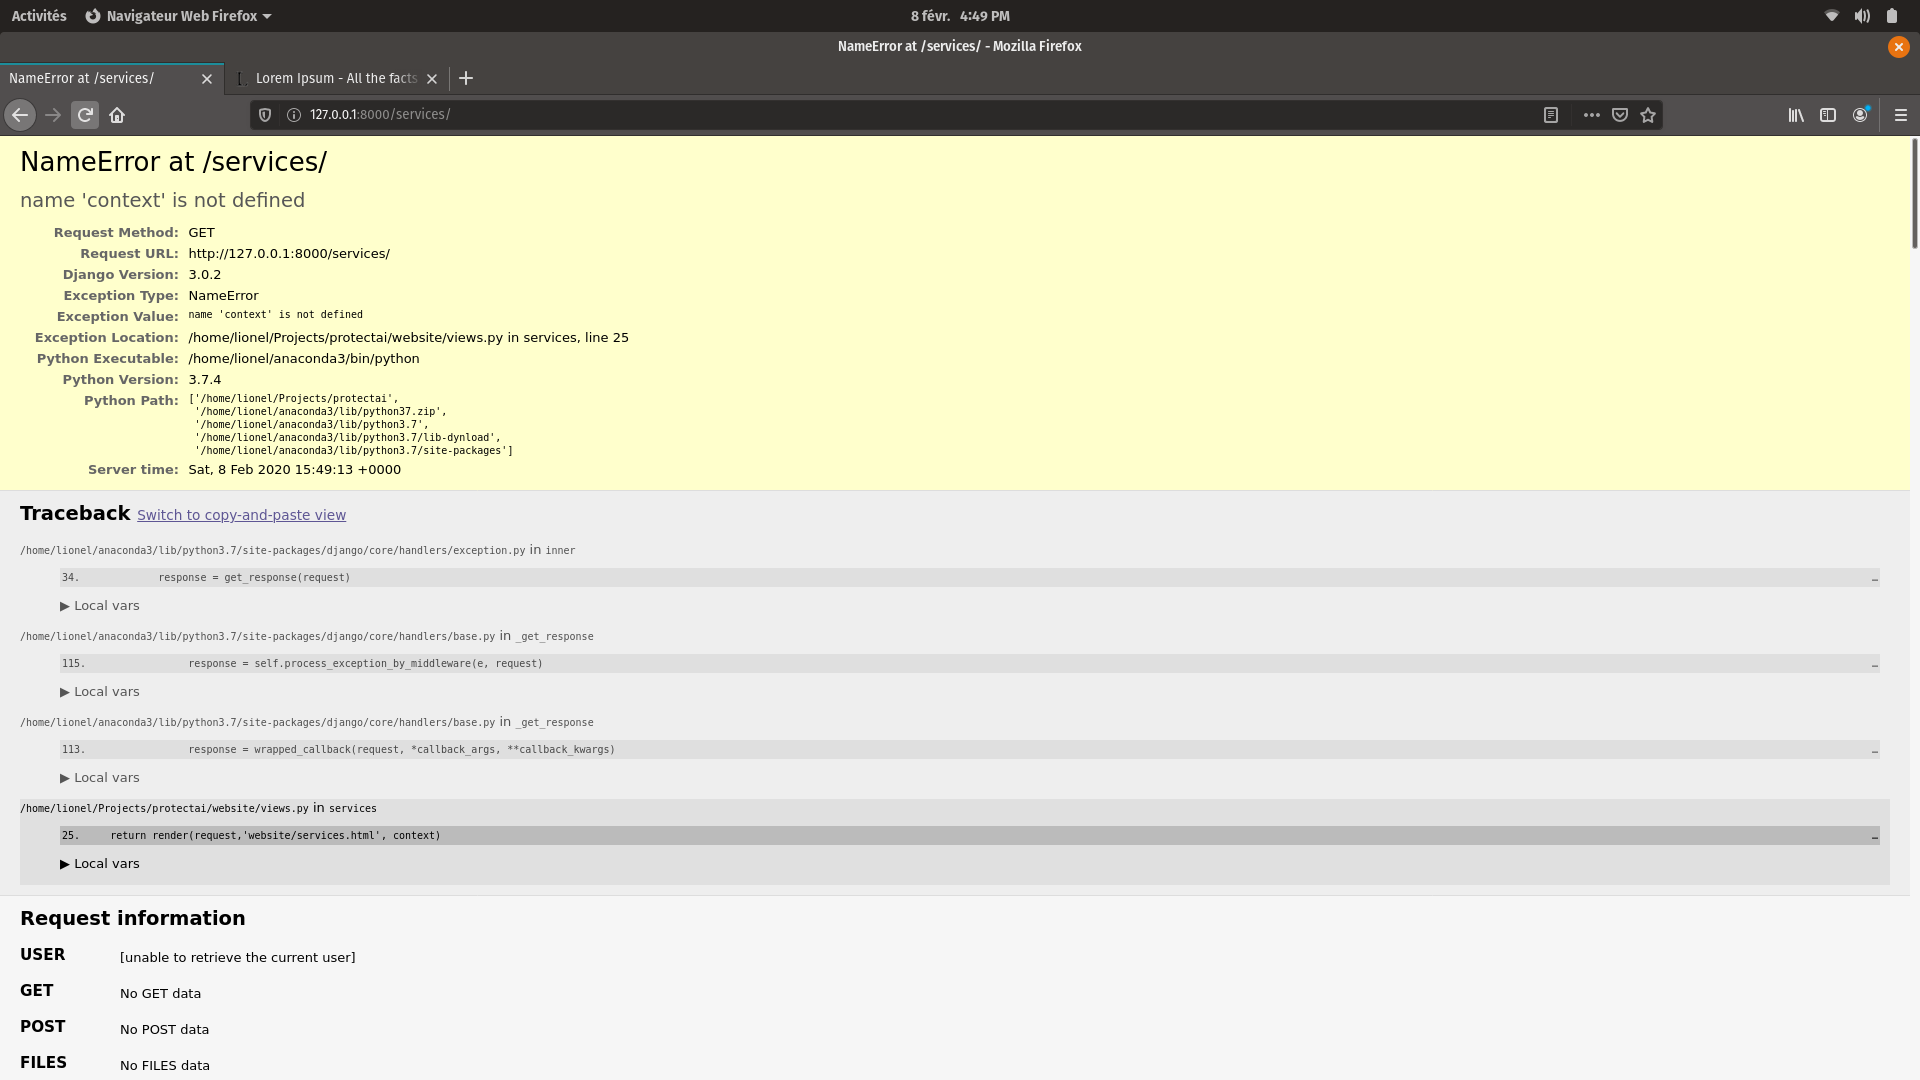 Activités
Navigateur Web Firefox
8 févr. 4:49 PM
NameError at /services/ - Mozilla Firefox
NameError at /services/
Lorem Ipsum - All the facts
127.0.0.1:8000/services/
NameError at /services/
name 'context' is not defined
Request Method: GET
Request URL: http://127.0.0.1:8000/services/
Django Version: 3.0.2
Exception Type: NameError
Exception Value: name 'context' is not defined
Exception Location: /home/lionel/Projects/protectai/website/views.py in services, line 25
Python Executable: /home/lionel/anaconda3/bin/python
Python Version: 3.7.4
Python Path: ['/home/lionel/Projects/protectai',
'/home/lionel/anaconda3/lib/python37.zip',
'/home/lionel/anaconda3/lib/python3.7',
'/home/lionel/anaconda3/lib/python3.7/lib-dynload',
'/home/lionel/anaconda3/lib/python3.7/site-packages']
Server time: Sat, 8 Feb 2020 15:49:13 +0000
Traceback Switch to copy-and-paste view
/home/lionel/anaconda3/lib/python3.7/site-packages/django/core/handlers/exception.py in inner
34. response = get_response(request) …
▶ Local vars
/home/lionel/anaconda3/lib/python3.7/site-packages/django/core/handlers/base.py in _get_response
115. response = self.process_exception_by_middleware(e, request) …
▶ Local vars
/home/lionel/anaconda3/lib/python3.7/site-packages/django/core/handlers/base.py in _get_response
113. response = wrapped_callback(request, *callback_args, **callback_kwargs) …
▶ Local vars
/home/lionel/Projects/protectai/website/views.py in services
25. return render(request,'website/services.html', context) …
▶ Local vars
Request information
USER [unable to retrieve the current user]
GET No GET data
POST No POST data
FILES No FILES data